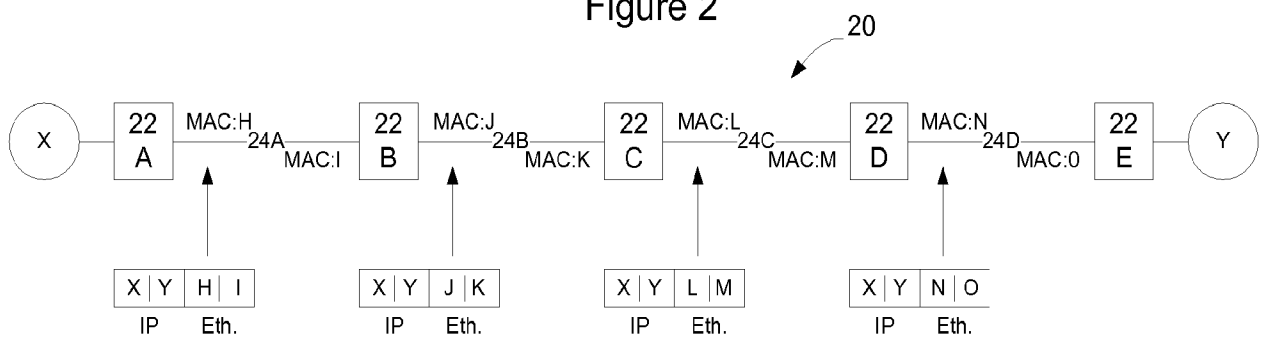 Figure 2
20
X
22
A
MAC:H
24A
MAC:I
22
B
MAC:J
24B
MAC:K
22
C
MAC:L
24C
MAC:M
22
D
MAC:N
24D
MAC:0
22
E
Y
X Y H I
X Y J K
X Y L M
X Y N O
IP Eth.
IP Eth.
IP Eth.
IP Eth.